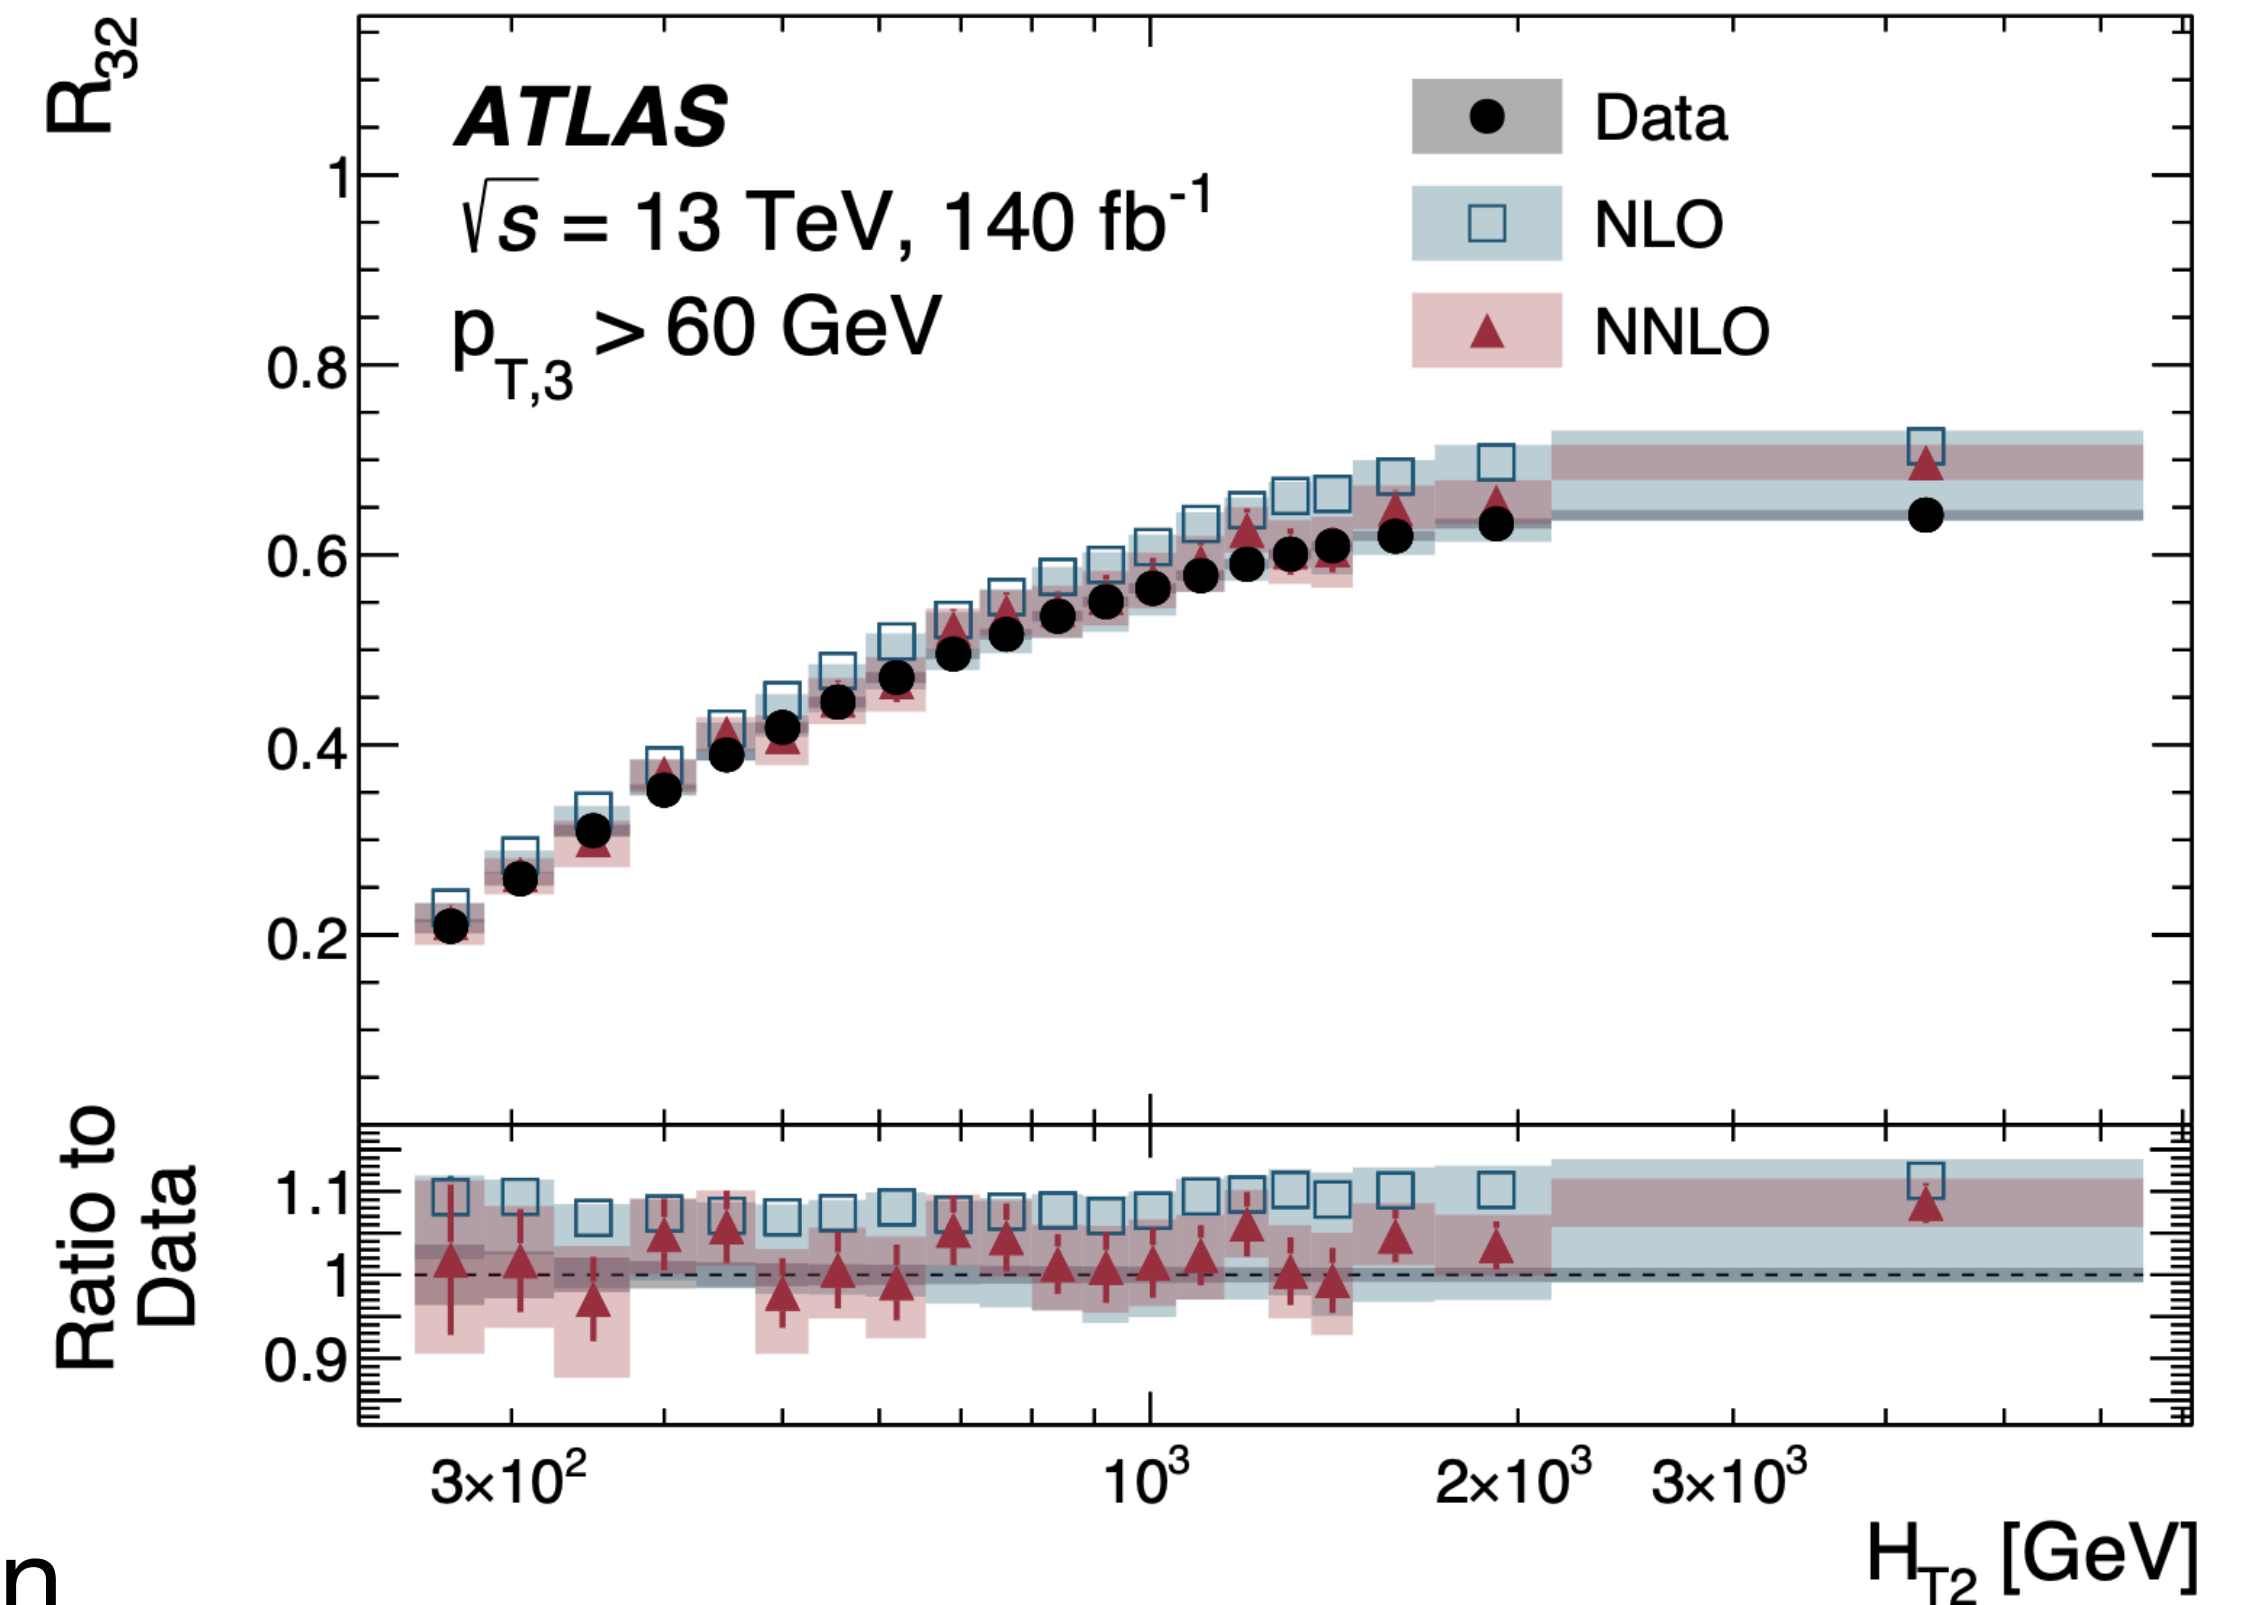 R32
ATLAS
√s = 13 TeV, 140 fb-1
pT,3 > 60 GeV
Data
NLO
NNLO
1
0.8
0.6
0.4
0.2
Ratio to
Data
1.1
1
0.9
3×10²
10³
2×10³
3×10³
HT2 [GeV]
n